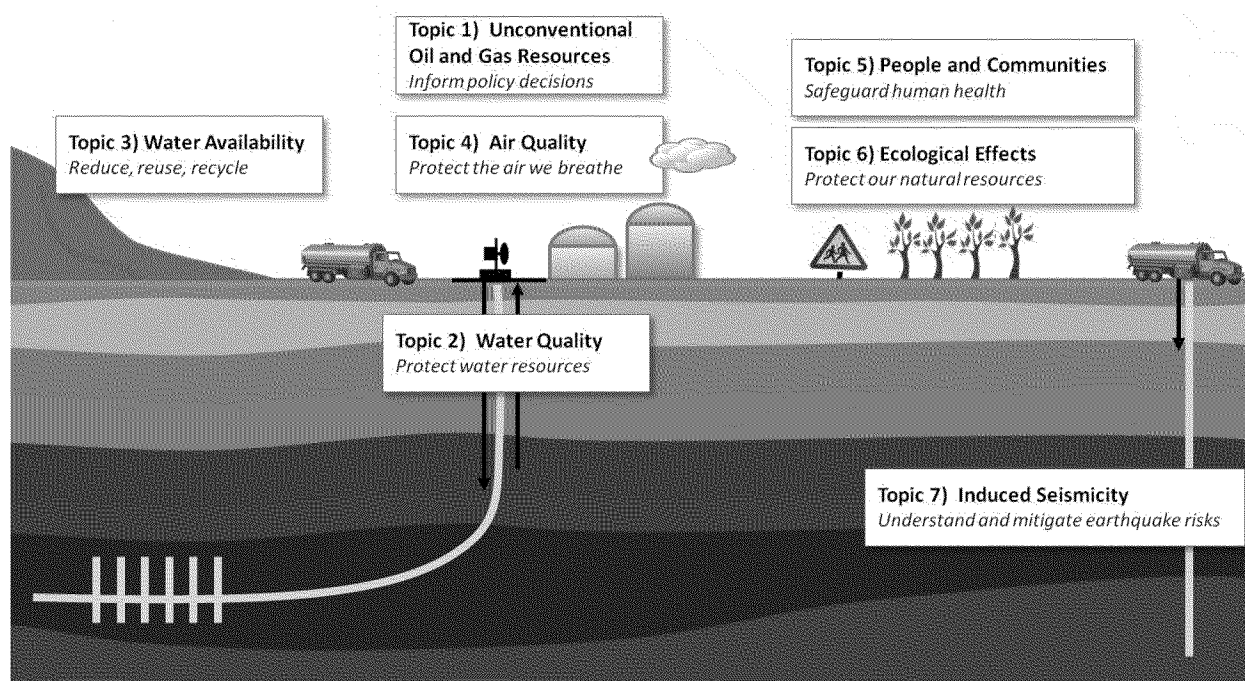 Topic 1) Unconventional
Oil and Gas Resources
Inform policy decisions
Topic 5) People and Communities
Safeguard human health
Topic 3) Water Availability
Reduce, reuse, recycle
Topic 4) Air Quality
Protect the air we breathe
Topic 6) Ecological Effects
Protect our natural resources
Topic 2) Water Quality
Protect water resources
Topic 7) Induced Seismicity
Understand and mitigate earthquake risks